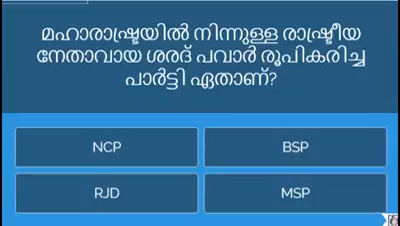 മഹാരാഷ്ട്രയിൽ നിന്നുള്ള രാഷ്ട്രീയ
നേതാവായ ശരദ് പവാർ രൂപികരിച്ച
പാർട്ടി ഏതാണ്?
NCP
BSP
RJD
MSP